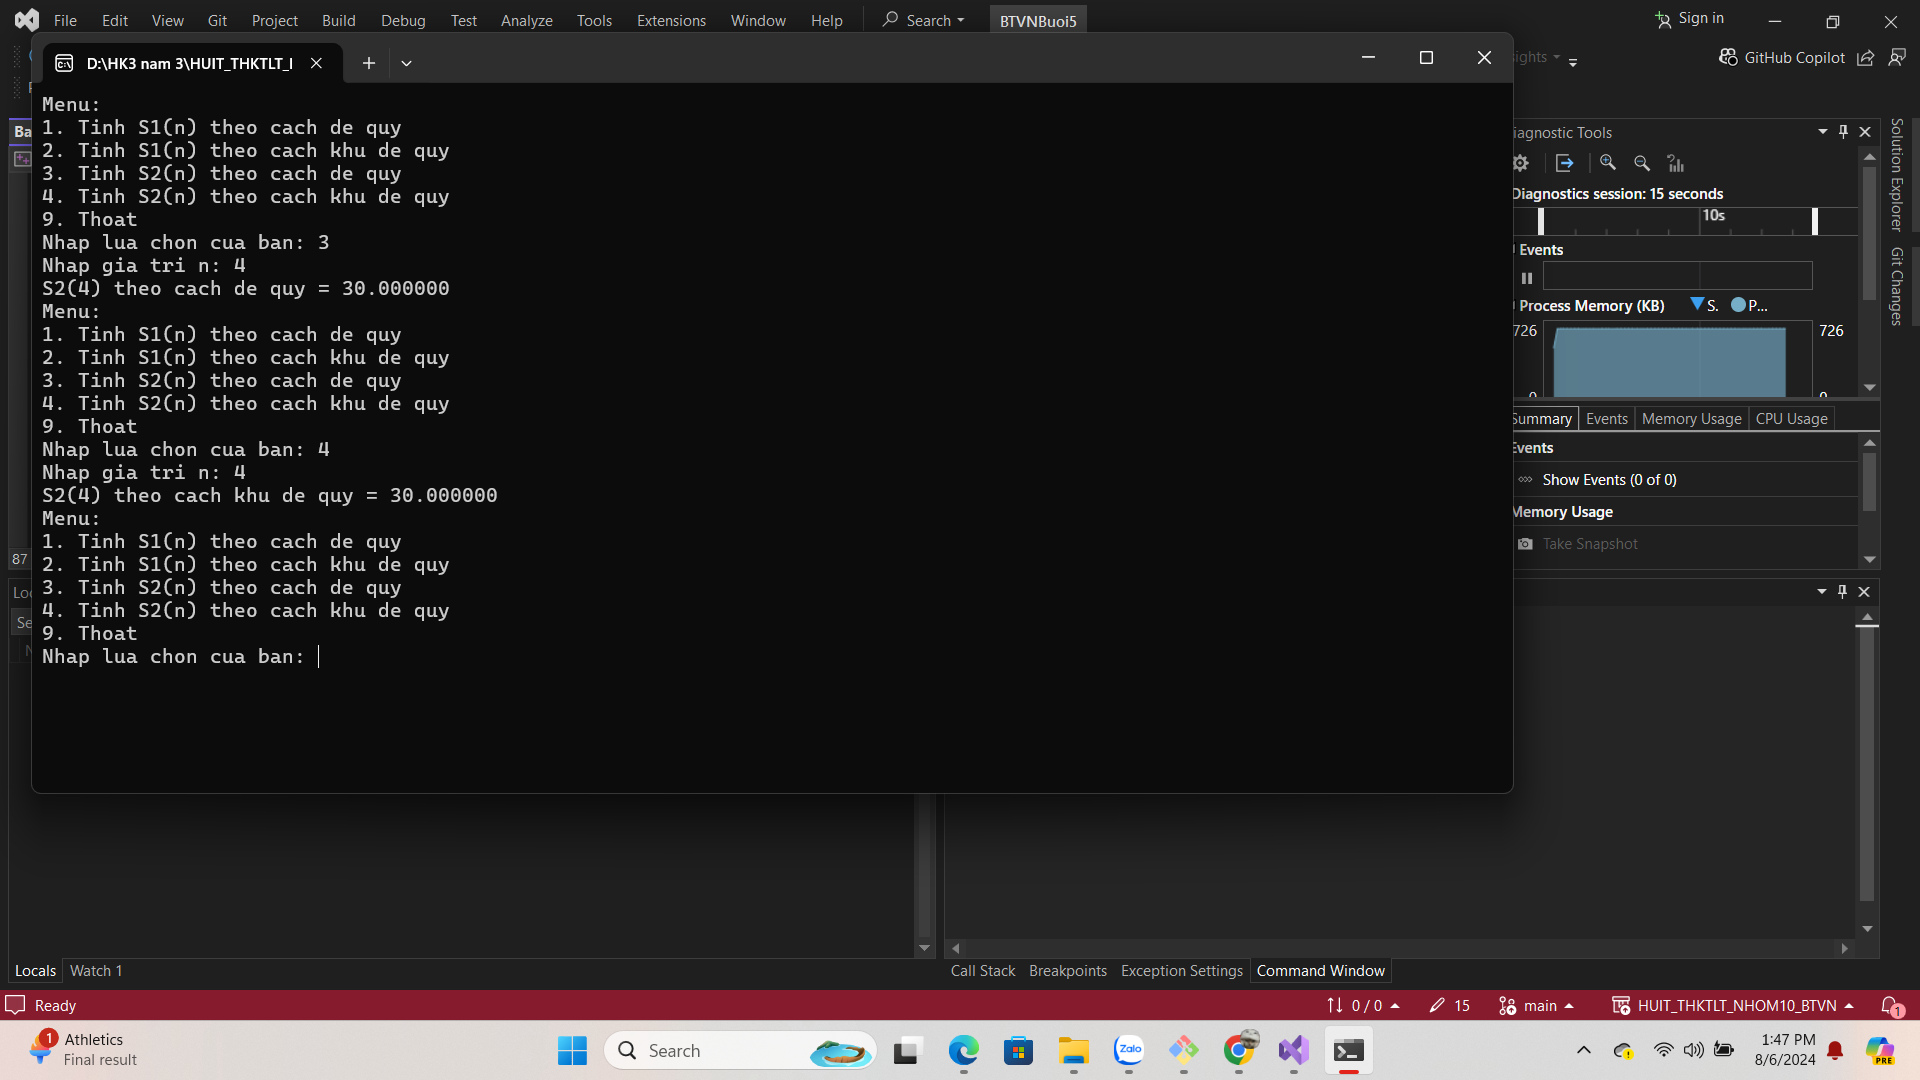 File Edit View Git Project Build Debug Test Analyze Tools Extensions Window Help Search BTVNBuoi5 Sign in
D:\HK3 nam 3\HUIT_THKTLT_I
GitHub Copilot
Menu:
1. Tinh S1(n) theo cach de quy
2. Tinh S1(n) theo cach khu de quy
3. Tinh S2(n) theo cach de quy
4. Tinh S2(n) theo cach khu de quy
9. Thoat
Nhap lua chon cua ban: 3
Nhap gia tri n: 4
S2(4) theo cach de quy = 30.000000
Menu:
1. Tinh S1(n) theo cach de quy
2. Tinh S1(n) theo cach khu de quy
3. Tinh S2(n) theo cach de quy
4. Tinh S2(n) theo cach khu de quy
9. Thoat
Nhap lua chon cua ban: 4
Nhap gia tri n: 4
S2(4) theo cach khu de quy = 30.000000
Menu:
1. Tinh S1(n) theo cach de quy
2. Tinh S1(n) theo cach khu de quy
3. Tinh S2(n) theo cach de quy
4. Tinh S2(n) theo cach khu de quy
9. Thoat
Nhap lua chon cua ban:
87
iagnostic Tools
Diagnostics session: 15 seconds
10s
Events
Process Memory (KB) S. P...
726 726
0 0
Summary Events Memory Usage CPU Usage
Events
Show Events (0 of 0)
Memory Usage
Take Snapshot
Solution Explorer
Git Changes
Locals Watch 1
Call Stack Breakpoints Exception Settings Command Window
Ready 0 / 0 15 main HUIT_THKTLT_NHOM10_BTVN 1
1 Athletics
Final result
Search
Zalo
1:47 PM
8/6/2024
PRE